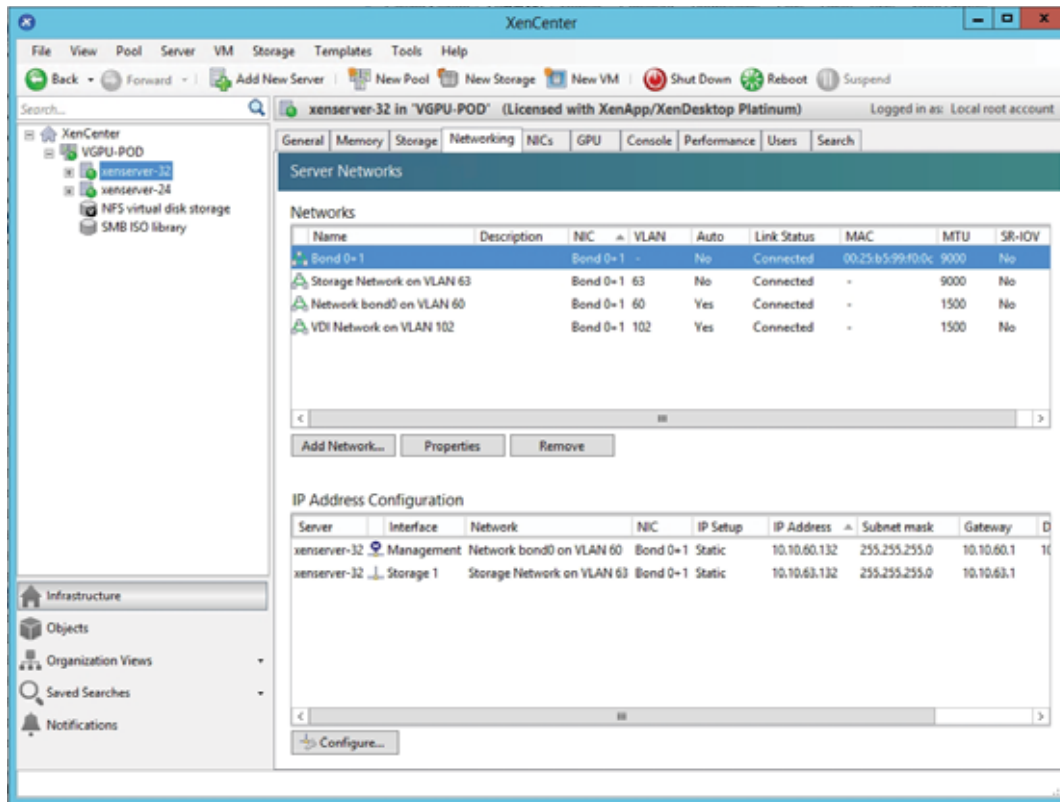 XenCenter
File View Pool Server VM Storage Templates Tools Help
Back Forward Add New Server New Pool New Storage New VM Shut Down Reboot Suspend
Search...
xenserver-32 in 'VGPU-POD' (Licensed with XenApp/XenDesktop Platinum) Logged in as: Local root account
XenCenter
VGPU-POD
xenserver-32
xenserver-24
NFS virtual disk storage
SMB ISO library
General Memory Storage Networking NICs GPU Console Performance Users Search
Server Networks
Networks
Name Description NIC VLAN Auto Link Status MAC MTU SR-IOV
Bond 0+1 Bond 0+1 - No Connected 00:25:b5:99:f0:0c 9000 No
Storage Network on VLAN 63 Bond 0+1 63 No Connected - 9000 No
Network bond0 on VLAN 60 Bond 0+1 60 Yes Connected - 1500 No
VDI Network on VLAN 102 Bond 0+1 102 Yes Connected - 1500 No
Add Network... Properties Remove
IP Address Configuration
Server Interface Network NIC IP Setup IP Address Subnet mask Gateway D
xenserver-32 Management Network bond0 on VLAN 60 Bond 0+1 Static 10.10.60.132 255.255.255.0 10.10.60.1 10
xenserver-32 Storage 1 Storage Network on VLAN 63 Bond 0+1 Static 10.10.63.132 255.255.255.0 10.10.63.1
Configure...
Infrastructure
Objects
Organization Views
Saved Searches
Notifications